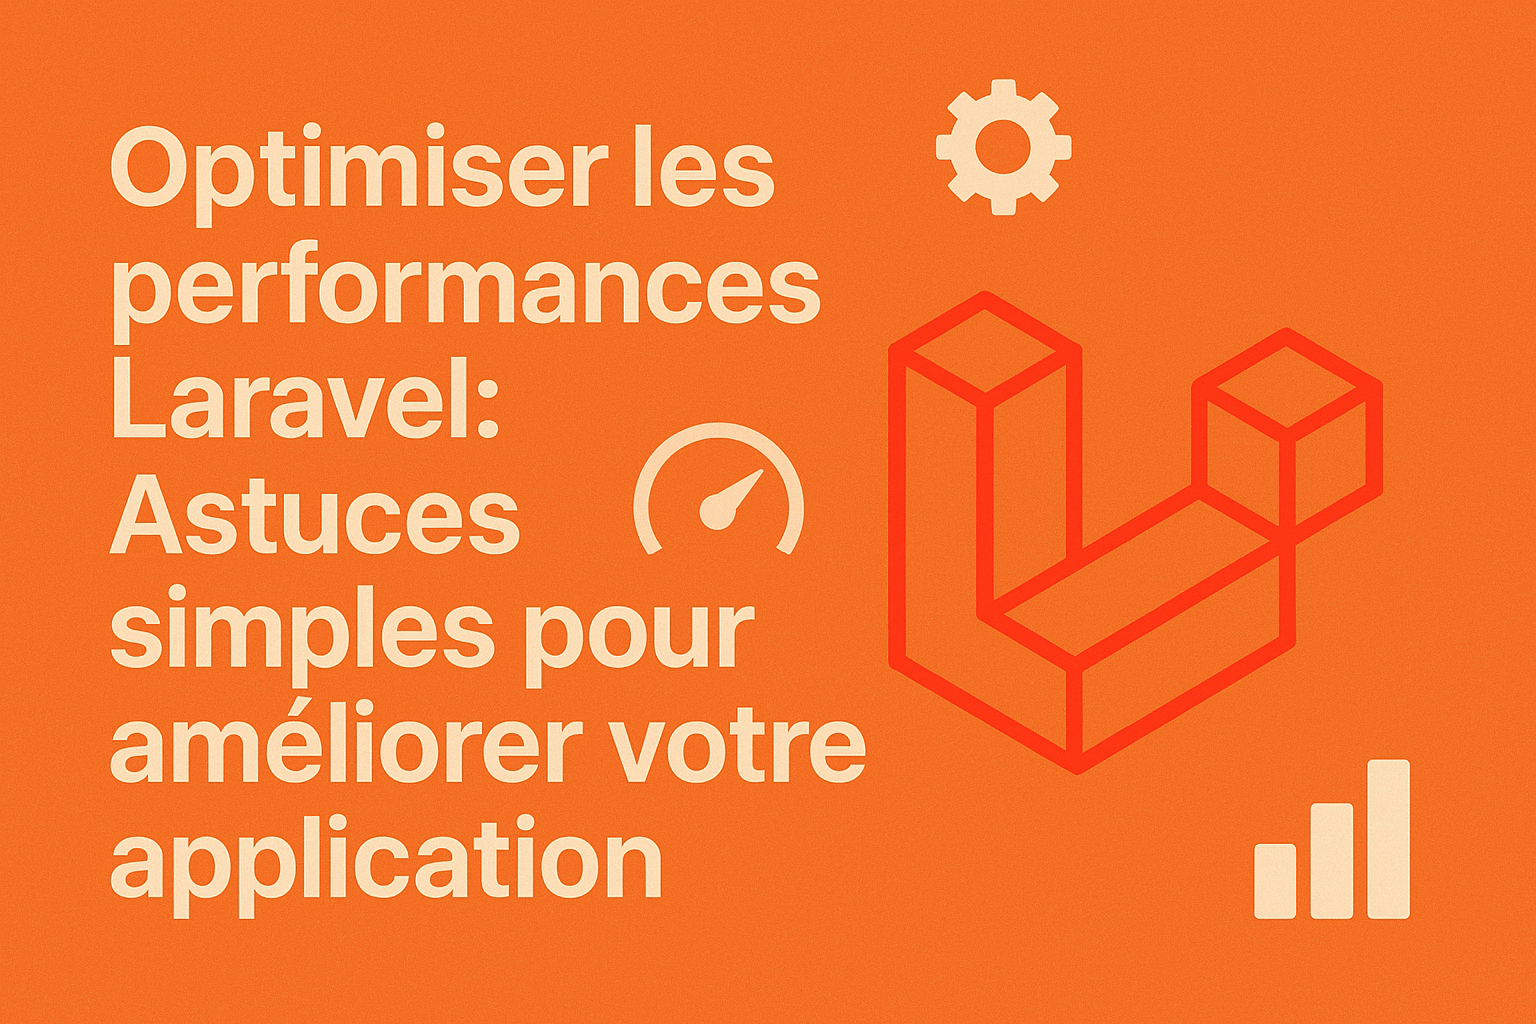 Optimiser les
performances
Laravel:
Astuces
simples pour
améliorer votre
application